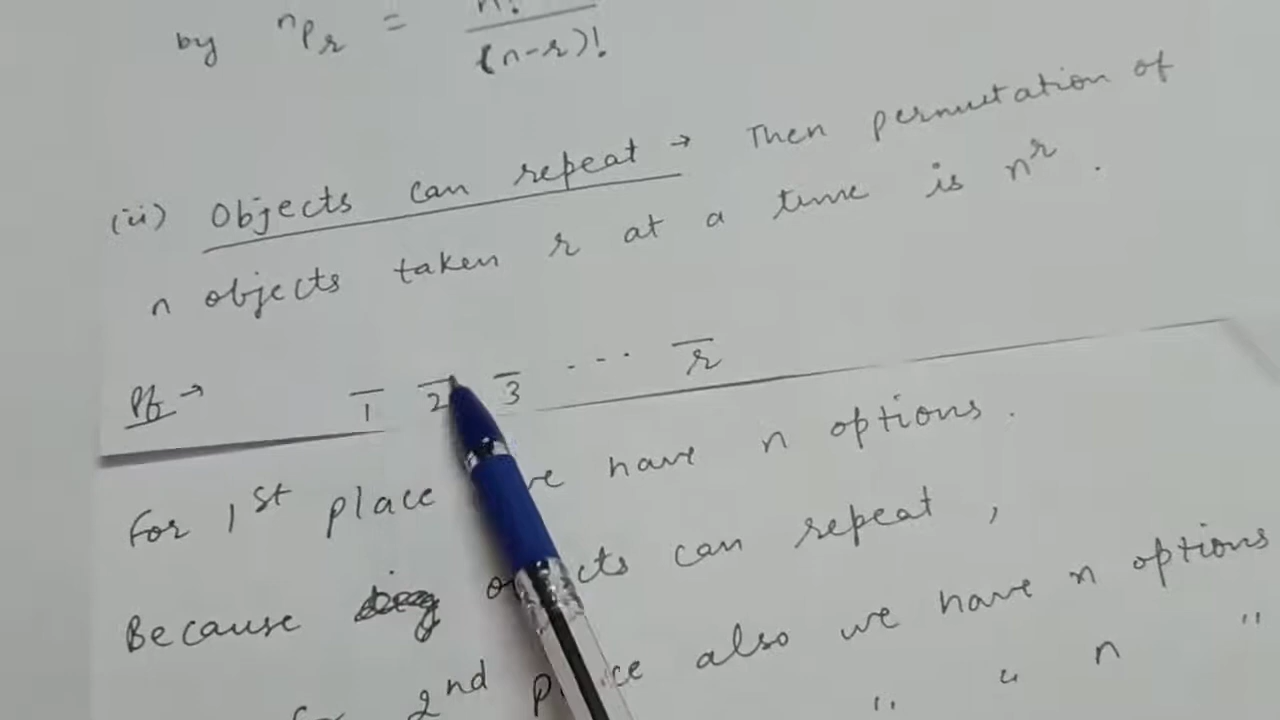 by nPr = n! / (n-r)!
(ii) Objects can repeat → Then permutation of
n objects taken r at a time is n^r .
Pf → 1 2 3 ... r
For 1st place we have n options .
Because objects can repeat ,
2nd place also we have n options
" " n "